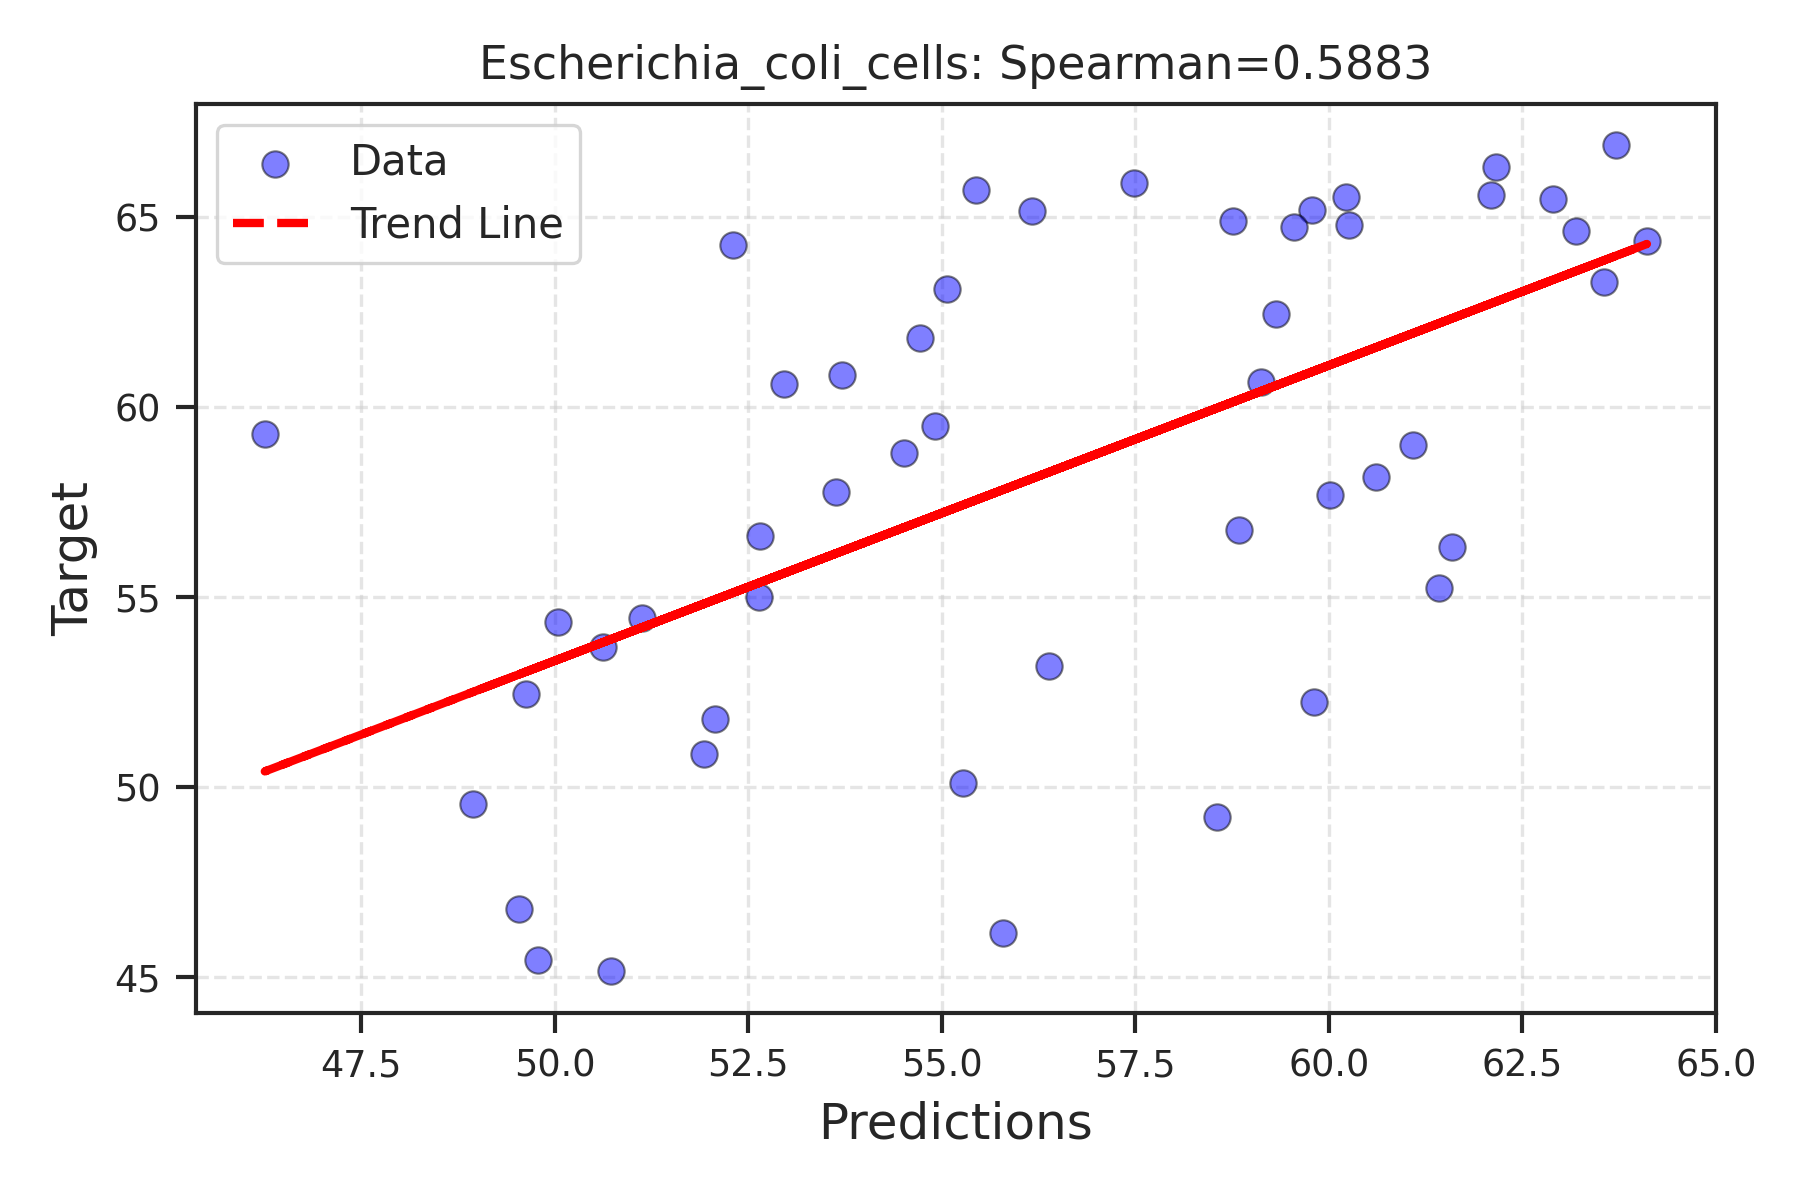 Escherichia_coli_cells: Spearman=0.5883
Data
Trend Line
Target
65
60
55
50
45
47.5 50.0 52.5 55.0 57.5 60.0 62.5 65.0
Predictions